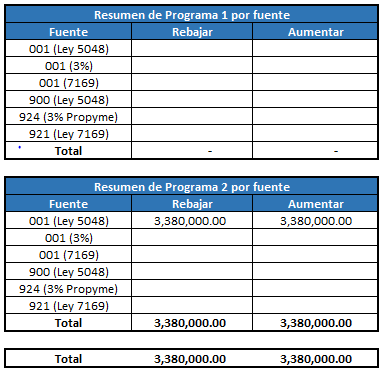 Resumen de Programa 1 por fuente
Fuente Rebajar Aumentar
001 (Ley 5048)
001 (3%)
001 (7169)
900 (Ley 5048)
924 (3% Propyme)
921 (Ley 7169)
Total - -
Resumen de Programa 2 por fuente
Fuente Rebajar Aumentar
001 (Ley 5048) 3,380,000.00 3,380,000.00
001 (3%)
001 (7169)
900 (Ley 5048)
924 (3% Propyme)
921 (Ley 7169)
Total 3,380,000.00 3,380,000.00
Total 3,380,000.00 3,380,000.00